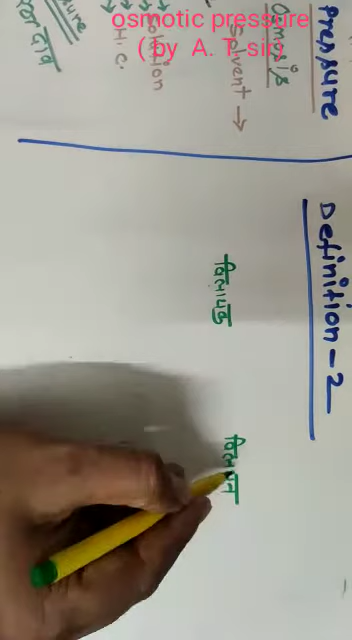 osmotic pressure
( by A. T sir)
pressure
Osmosis
Solvent →
Solution
H.C.
Definition-2
विलायक
विलयन